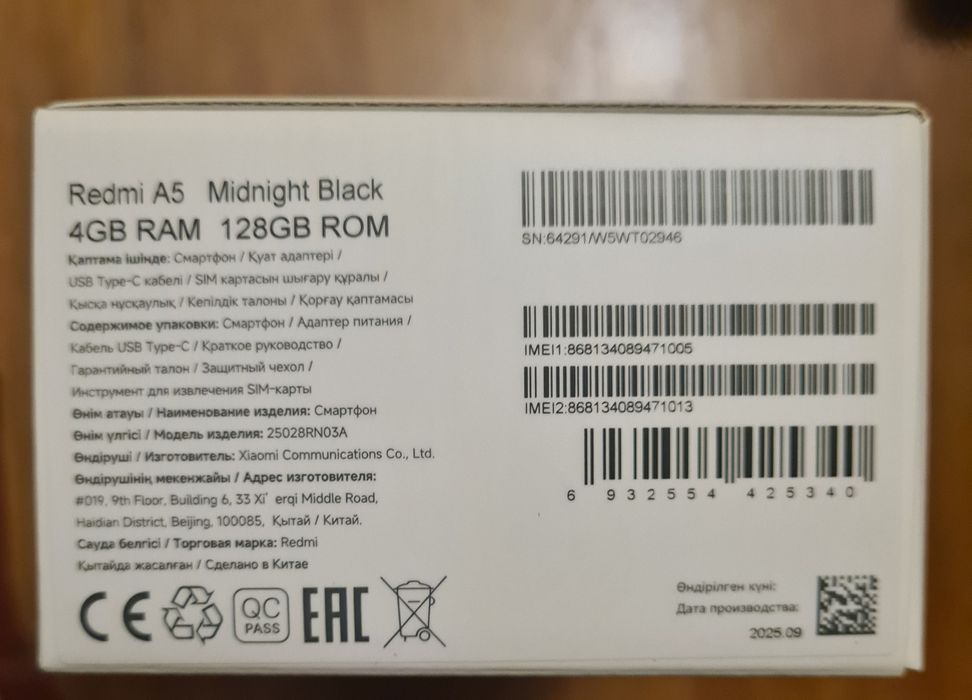 Redmi A5 Midnight Black
4GB RAM 128GB ROM
Қаптама ішінде: Смартфон / Қуат адаптері /
USB Type-C кабелі / SIM картасын шығару құралы /
Қысқа нұсқаулық / Кепілдік талоны / Қорғау қаптамасы
Содержимое упаковки: Смартфон / Адаптер питания /
Кабель USB Type-C / Краткое руководство /
Гарантийный талон / Защитный чехол /
Инструмент для извлечения SIM-карты
Өнім атауы / Наименование изделия: Смартфон
Өнім үлгісі / Модель изделия: 25028RN03A
Өндіруші / Изготовитель: Xiaomi Communications Co., Ltd.
Өндірушінің мекенжайы / Адрес изготовителя:
#019, 9th Floor, Building 6, 33 Xi' erqi Middle Road,
Haidian District, Beijing, 100085, Қытай / Китай.
Сауда белгісі / Торговая марка: Redmi
Қытайда жасалған / Сделано в Китае
CE
QC
PASS
EAC
SN:64291/W5WT02946
IMEI1:868134089471005
IMEI2:868134089471013
6 932554 425340
Өндірілген күні:
Дата производства:
2025.09